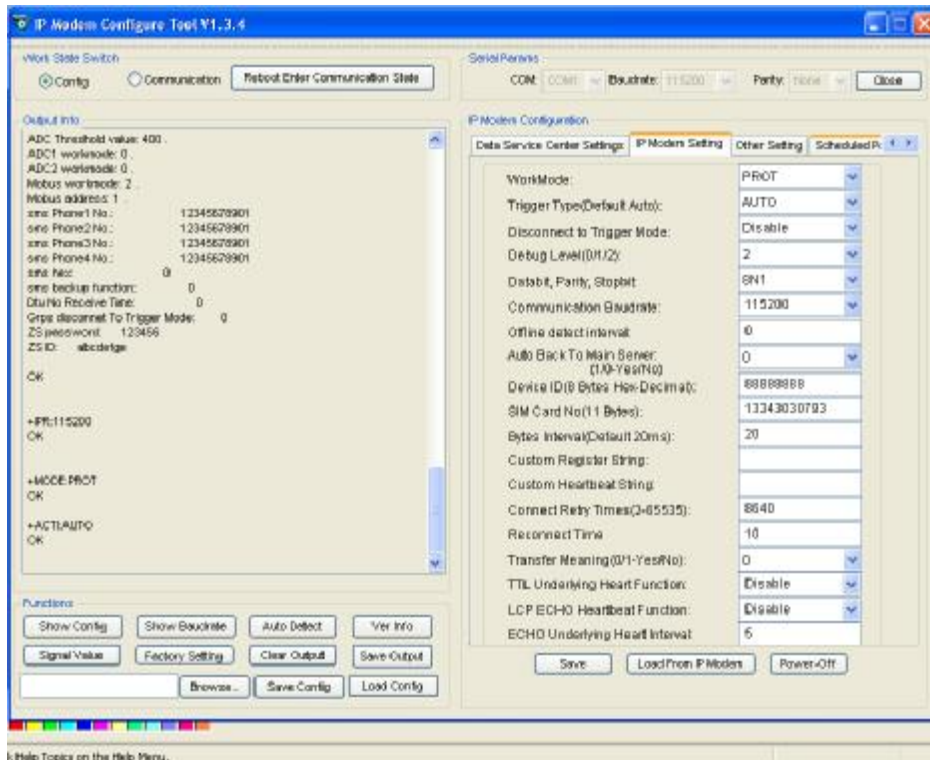 IP Modem Configure Tool V1.3.4
Work State Switch
Config
Communication
Reboot Enter Communication State
Serial Params
COM: COM1
Baudrate: 115200
Parity: None
Close
Output Info
ADC Threshold value: 400 .
ADC1 workmode: 0 .
ADC2 workmode: 0 .
Mobus workmode: 2 .
Mobus address: 1 .
sms Phone1 No.: 12345678901
sms Phone2 No.: 12345678901
sms Phone3 No.: 12345678901
sms Phone4 No.: 12345678901
0
sms backup function: 0
Dtu No Receive Time: 0
Grps disconnet To Trigger Mode: 0
ZS password: 123456
ZS ID:
OK
+IPR:115200
OK
+MODE:PROT
OK
+ACTI:AUTO
OK
IP Modem Configuration
Data Service Center Settings
IP Modem Setting
Other Setting
Scheduled
WorkMode: PROT
Trigger Type(Default Auto): AUTO
Disconnect to Trigger Mode: Disable
Debug Level(0/1/2): 2
Databit, Parity, Stopbit: 8N1
Communication Baudrate: 115200
Offline detect interval: 0
Auto Back To Main Server: 0
(1/0-Yes/No)
Device ID(8 Bytes Hex-Decimal): 88888888
SIM Card No(11 Bytes): 13343030793
Bytes Interval(Default 20ms): 20
Custom Register String:
Custom Heartbeat String:
Connect Retry Times(3-65535): 8640
Reconnect Time 10
Transfer Meaning(0/1-Yes/No): 0
TTL Underlying Heart Function: Disable
LCP ECHO Heartbeat Function: Disable
ECHO Underlying Heart Interval: 6
Save
Load From IP Modem
Power-Off
Functions
Show Config
Show Baudrate
Auto Detect
Ver Info
Signal Value
Factory Setting
Clear Output
Save Output
Browse...
Save Config
Load Config
Help Topics on the Help Menu.